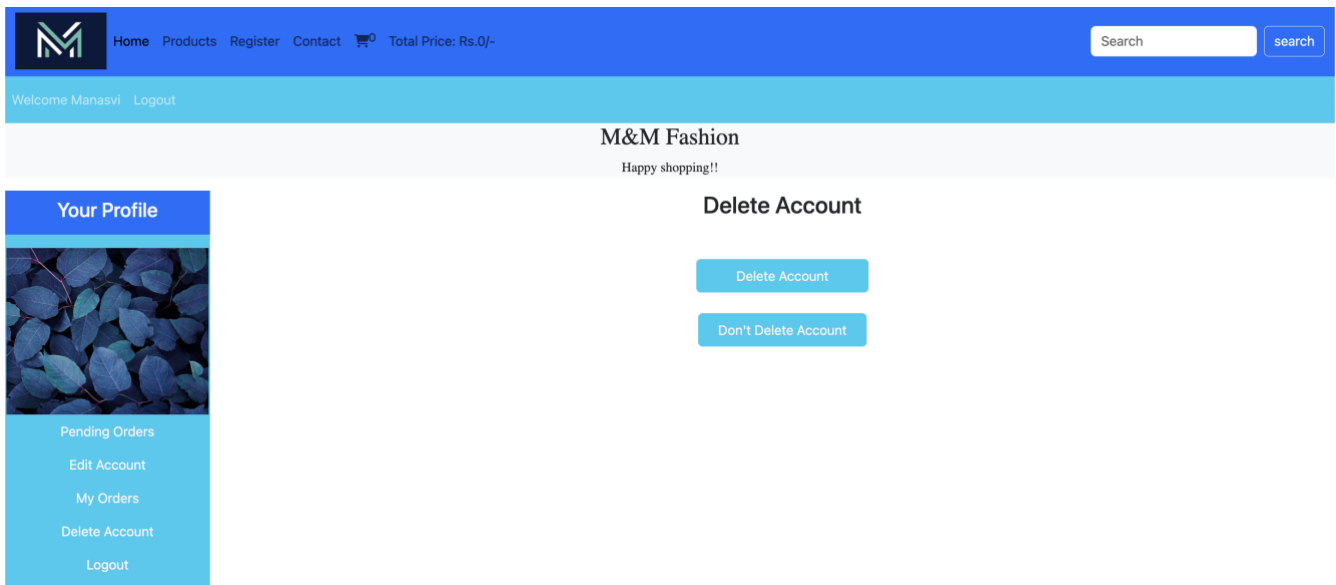 Home Products Register Contact 0 Total Price: Rs.0/- Search search
Welcome Manasvi Logout
M&M Fashion
Happy shopping!!
Your Profile
Pending Orders
Edit Account
My Orders
Delete Account
Logout
Delete Account
Delete Account
Don't Delete Account